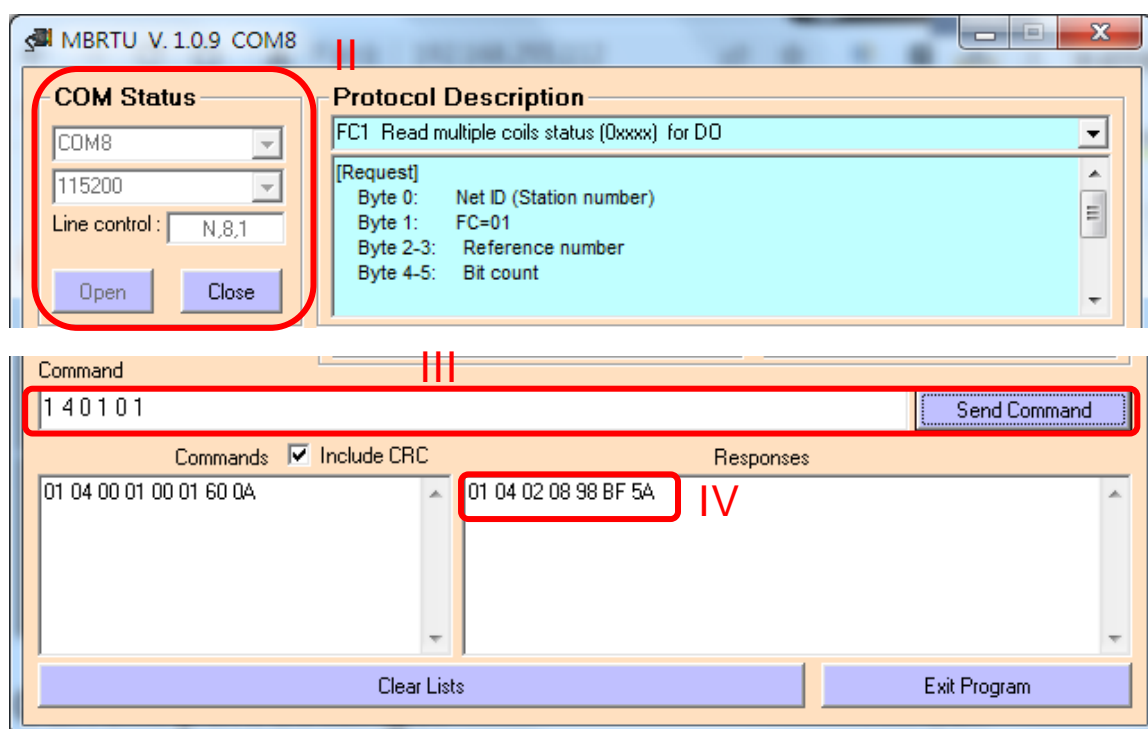 MBRTU V. 1.0.9 COM8
II
COM Status
COM8
115200
Line control : N,8,1
Open Close
Protocol Description
FC1 Read multiple coils status (0xxxx) for DO
[Request]
Byte 0: Net ID (Station number)
Byte 1: FC=01
Byte 2-3: Reference number
Byte 4-5: Bit count
III
Command
1 4 0 1 0 1
Send Command
Commands Include CRC
Responses
01 04 00 01 00 01 60 0A
01 04 02 08 98 BF 5A
IV
Clear Lists
Exit Program